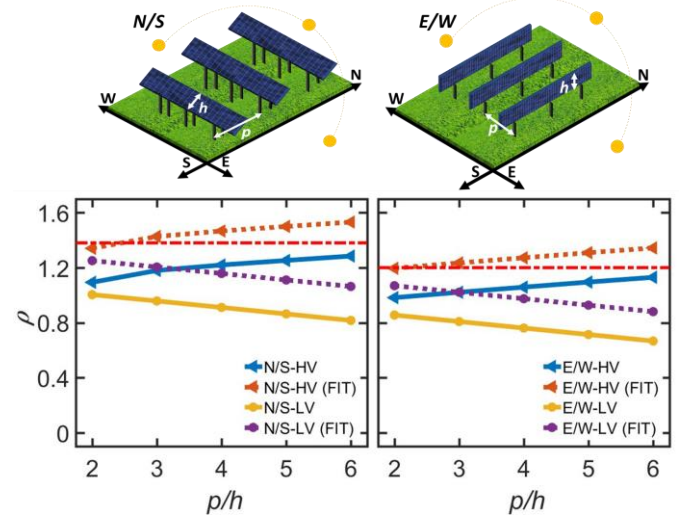 N/S
E/W
N
W
h
p
S
E
N
W
h
p
S
E
ρ
1.6
1.2
0.8
0.4
0
N/S-HV
N/S-HV (FIT)
N/S-LV
N/S-LV (FIT)
2 3 4 5 6
p/h
E/W-HV
E/W-HV (FIT)
E/W-LV
E/W-LV (FIT)
2 3 4 5 6
p/h